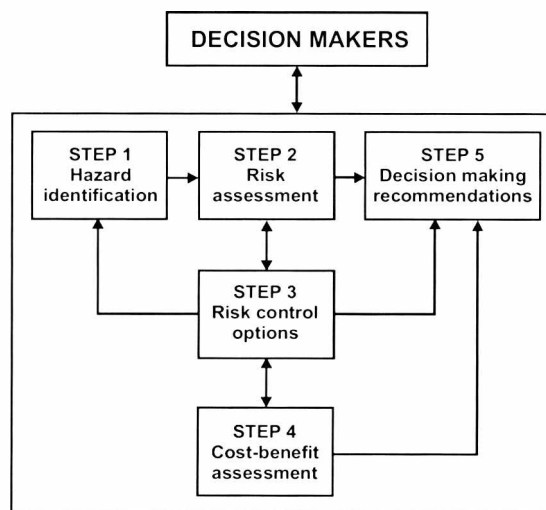 DECISION MAKERS
STEP 1
Hazard
identification
STEP 2
Risk
assessment
STEP 5
Decision making
recommendations
STEP 3
Risk control
options
STEP 4
Cost-benefit
assessment